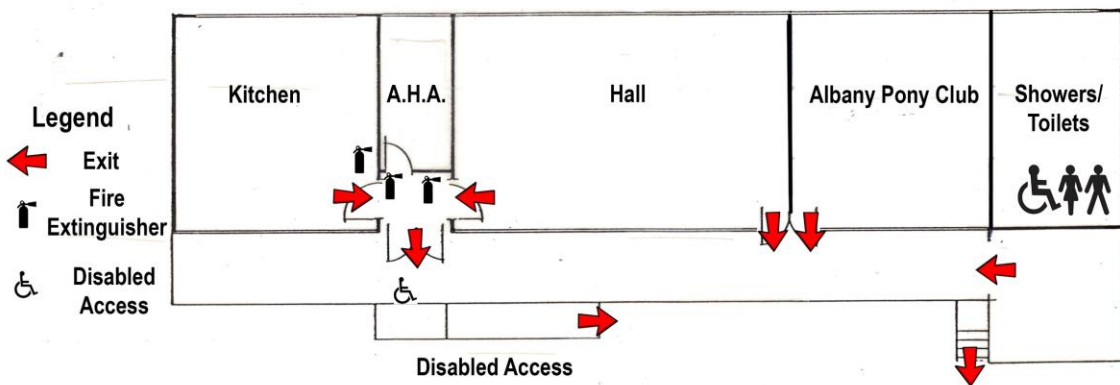 Kitchen
A.H.A.
Hall
Albany Pony Club
Showers/
Toilets
Legend
Exit
Fire
Extinguisher
Disabled
Access
Disabled Access